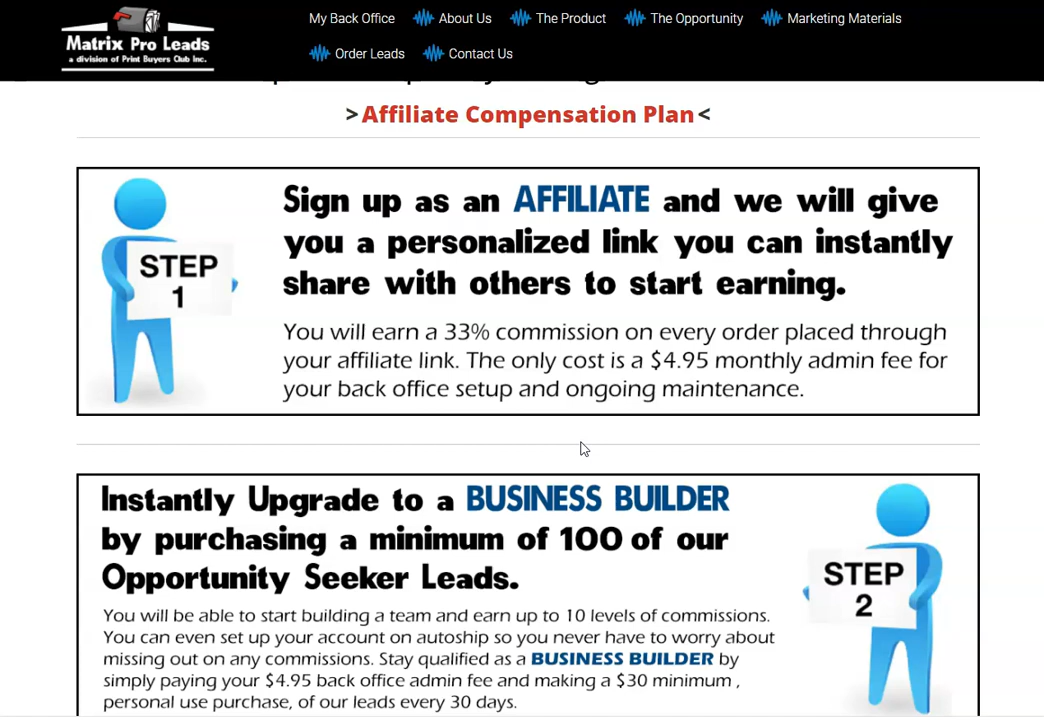 My Back Office About Us The Product The Opportunity Marketing Materials
Order Leads Contact Us
Matrix Pro Leads
a division of Print Buyers Club Inc.
>Affiliate Compensation Plan<
STEP
1
Sign up as an AFFILIATE and we will give
you a personalized link you can instantly
share with others to start earning.
You will earn a 33% commission on every order placed through
your affiliate link. The only cost is a $4.95 monthly admin fee for
your back office setup and ongoing maintenance.
Instantly Upgrade to a BUSINESS BUILDER
by purchasing a minimum of 100 of our
Opportunity Seeker Leads.
You will be able to start building a team and earn up to 10 levels of commissions.
You can even set up your account on autoship so you never have to worry about
missing out on any commissions. Stay qualified as a BUSINESS BUILDER by
simply paying your $4.95 back office admin fee and making a $30 minimum ,
personal use purchase, of our leads every 30 days.
STEP
2